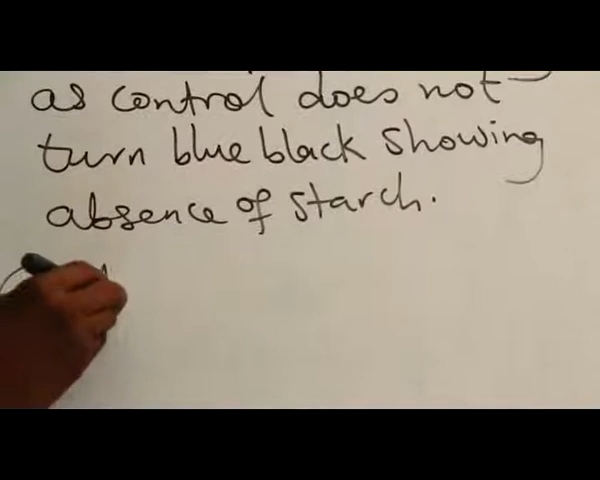 as control does not
turn blue black showing
absence of starch.